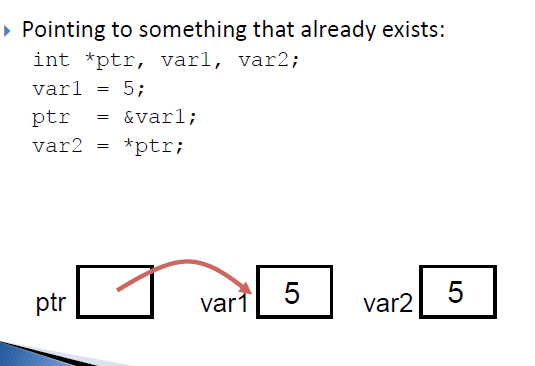 Pointing to something that already exists:
int *ptr, var1, var2;
var1 = 5;
ptr = &var1;
var2 = *ptr;
ptr var1 5 var2 5